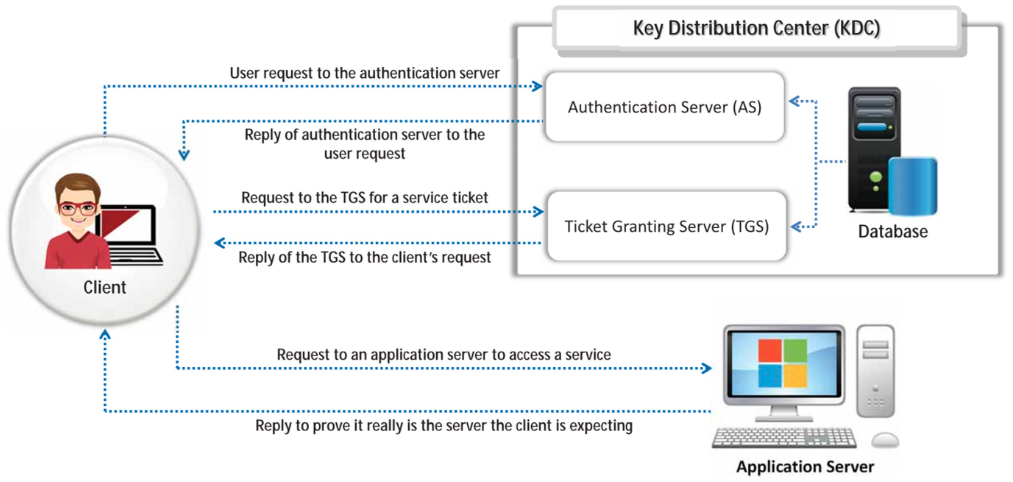 Key Distribution Center (KDC)
User request to the authentication server
Authentication Server (AS)
Reply of authentication server to the
user request
Request to the TGS for a service ticket
Ticket Granting Server (TGS)
Database
Reply of the TGS to the client's request
Client
Request to an application server to access a service
Reply to prove it really is the server the client is expecting
Application Server